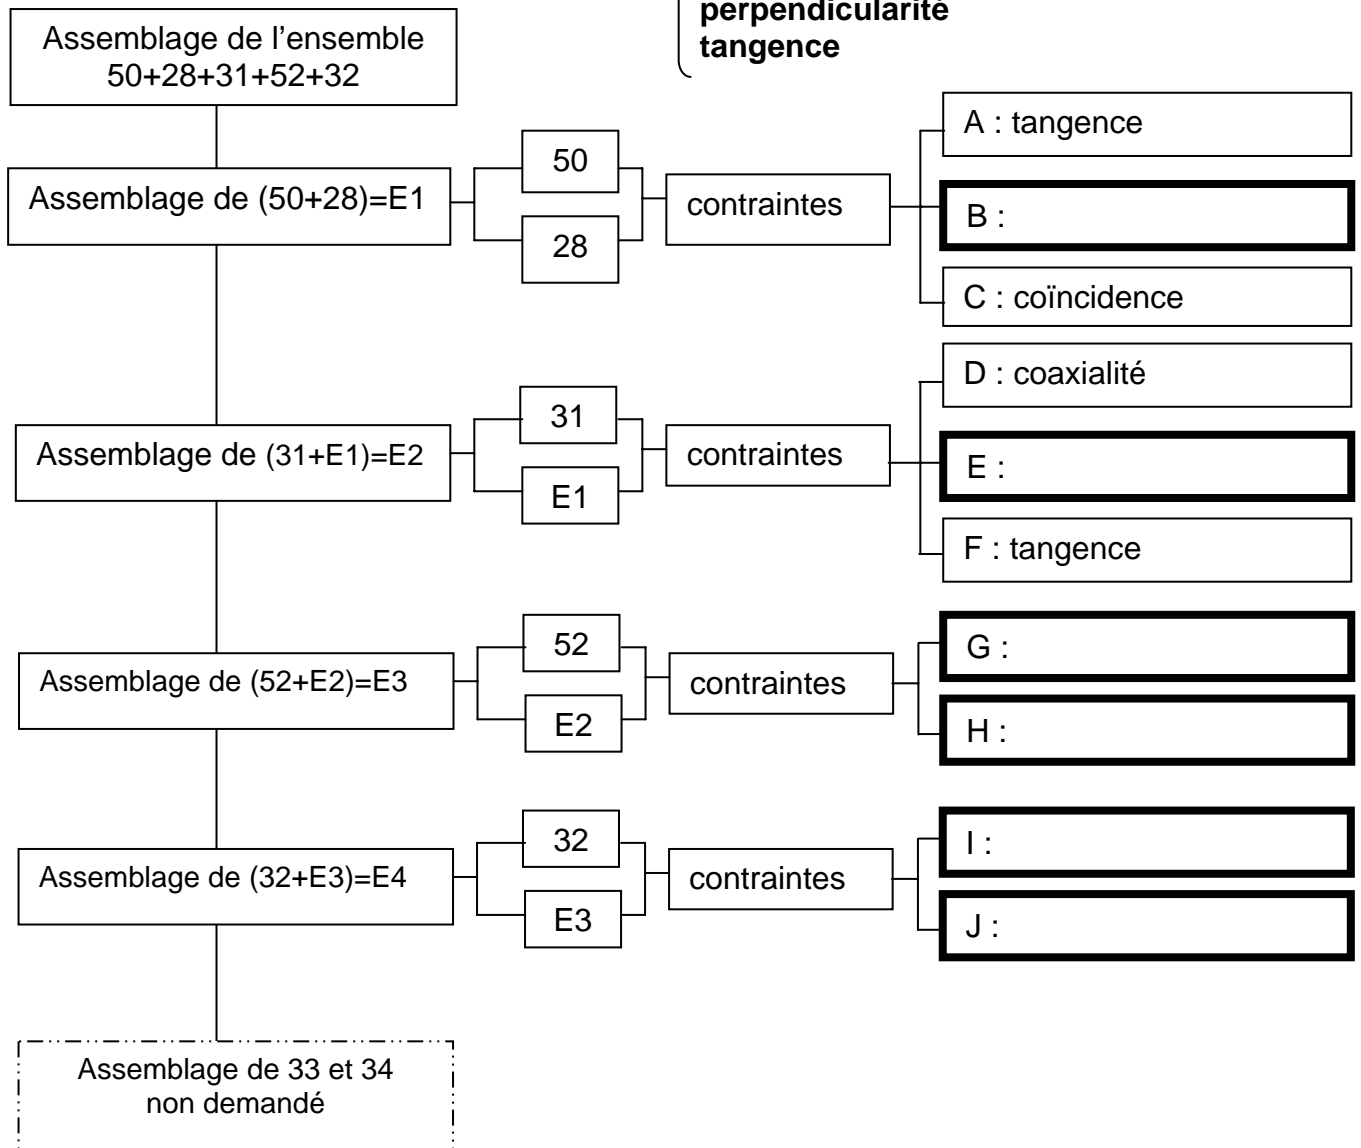 perpendicularité
tangence
Assemblage de l’ensemble
50+28+31+52+32
Assemblage de (50+28)=E1
50
28
contraintes
A : tangence
B :
C : coïncidence
Assemblage de (31+E1)=E2
31
E1
contraintes
D : coaxialité
E :
F : tangence
Assemblage de (52+E2)=E3
52
E2
contraintes
G :
H :
Assemblage de (32+E3)=E4
32
E3
contraintes
I :
J :
Assemblage de 33 et 34
non demandé